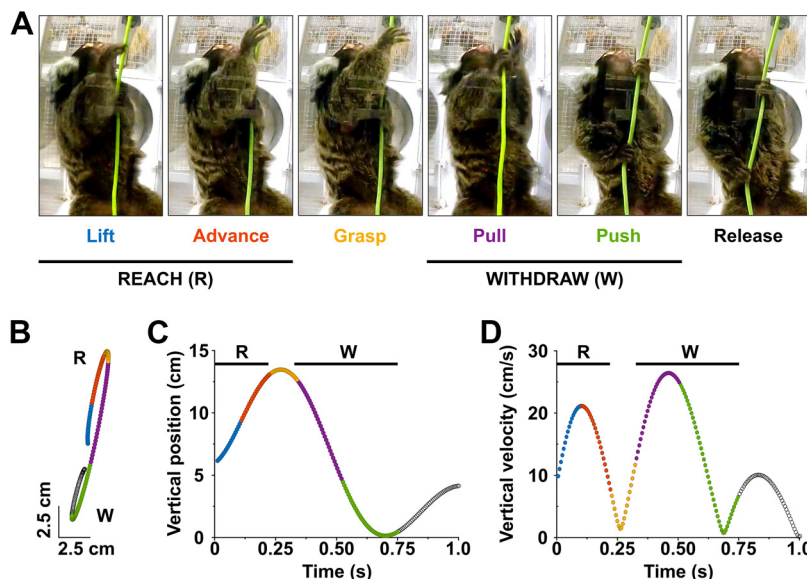 A
Lift Advance Grasp Pull Push Release
REACH (R) WITHDRAW (W)
B
R
W
2.5 cm
2.5 cm
C
R W
Vertical position (cm)
15
10
5
0
0 0.25 0.50 0.75 1.0
Time (s)
D
R W
Vertical velocity (cm/s)
30
20
10
0
0 0.25 0.50 0.75 1.0
Time (s)